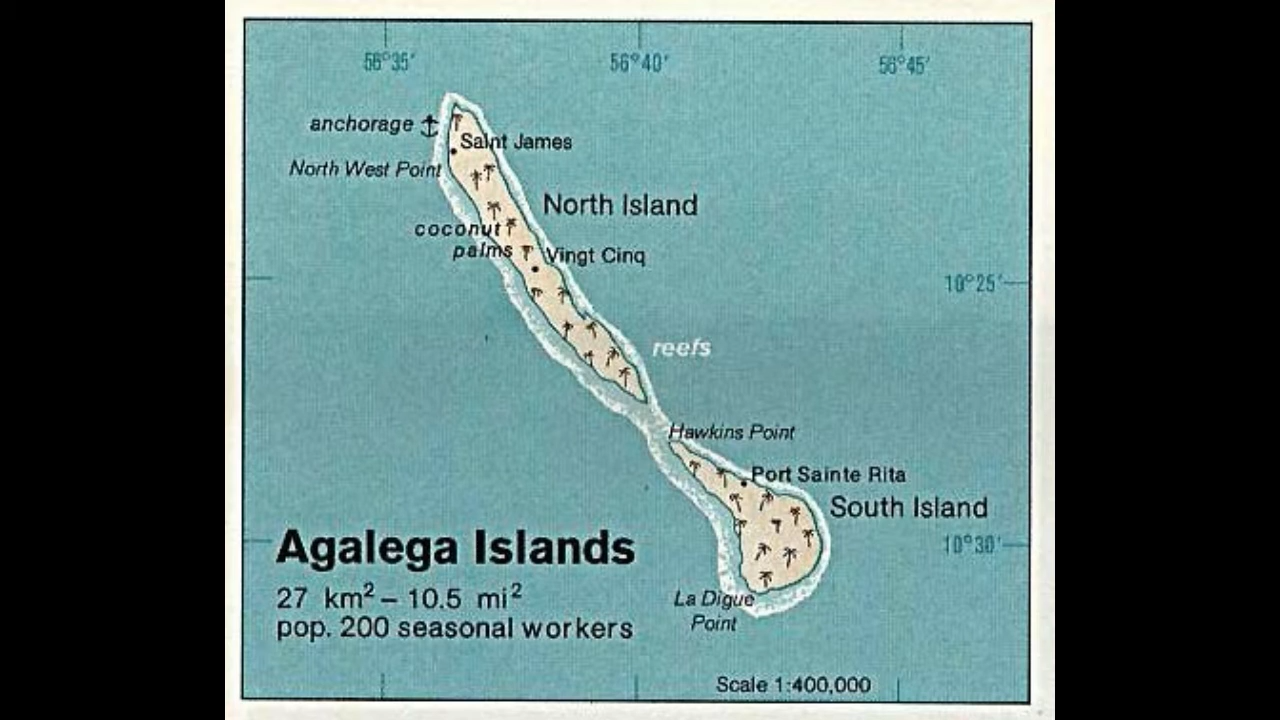 56°35′ 56°40′ 56°45′
anchorage
Saint James
North West Point
North Island
coconut
palms
Vingt Cinq
10°25′
reefs
Hawkins Point
Port Sainte Rita
South Island
10°30′
Agalega Islands
27 km² – 10.5 mi²
pop. 200 seasonal workers
La Digue
Point
Scale 1:400,000